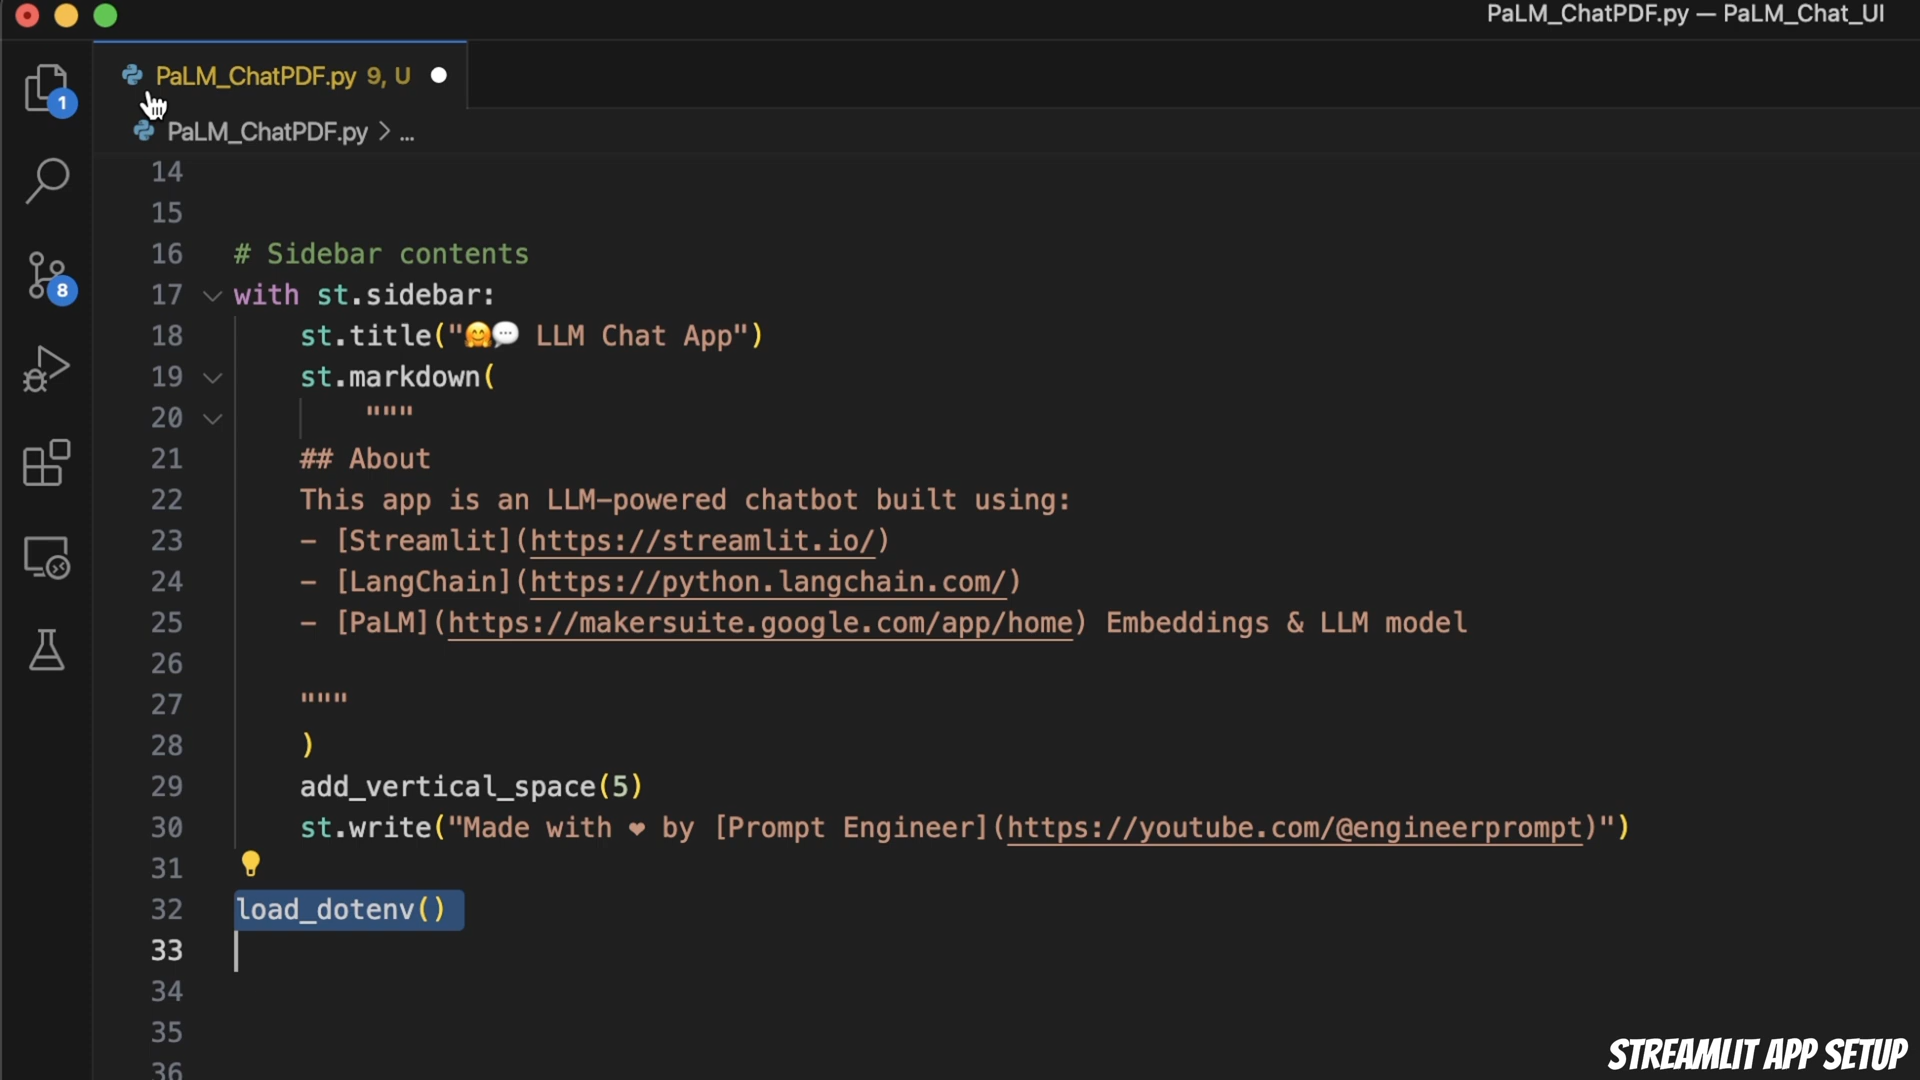 PaLM_ChatPDF.py — PaLM_Chat_UI
PaLM_ChatPDF.py 9, U
1
PaLM_ChatPDF.py > ...
14
15
16 # Sidebar contents
17 with st.sidebar:
18 st.title("🤗💬 LLM Chat App")
19 st.markdown(
20 """
21 ## About
22 This app is an LLM-powered chatbot built using:
23 - [Streamlit](https://streamlit.io/)
24 - [LangChain](https://python.langchain.com/)
25 - [PaLM](https://makersuite.google.com/app/home) Embeddings & LLM model
26
27 """
28 )
29 add_vertical_space(5)
30 st.write("Made with ❤ by [Prompt Engineer](https://youtube.com/@engineerprompt)")
31
32 load_dotenv()
33
34
35
36
8
STREAMLIT APP SETUP